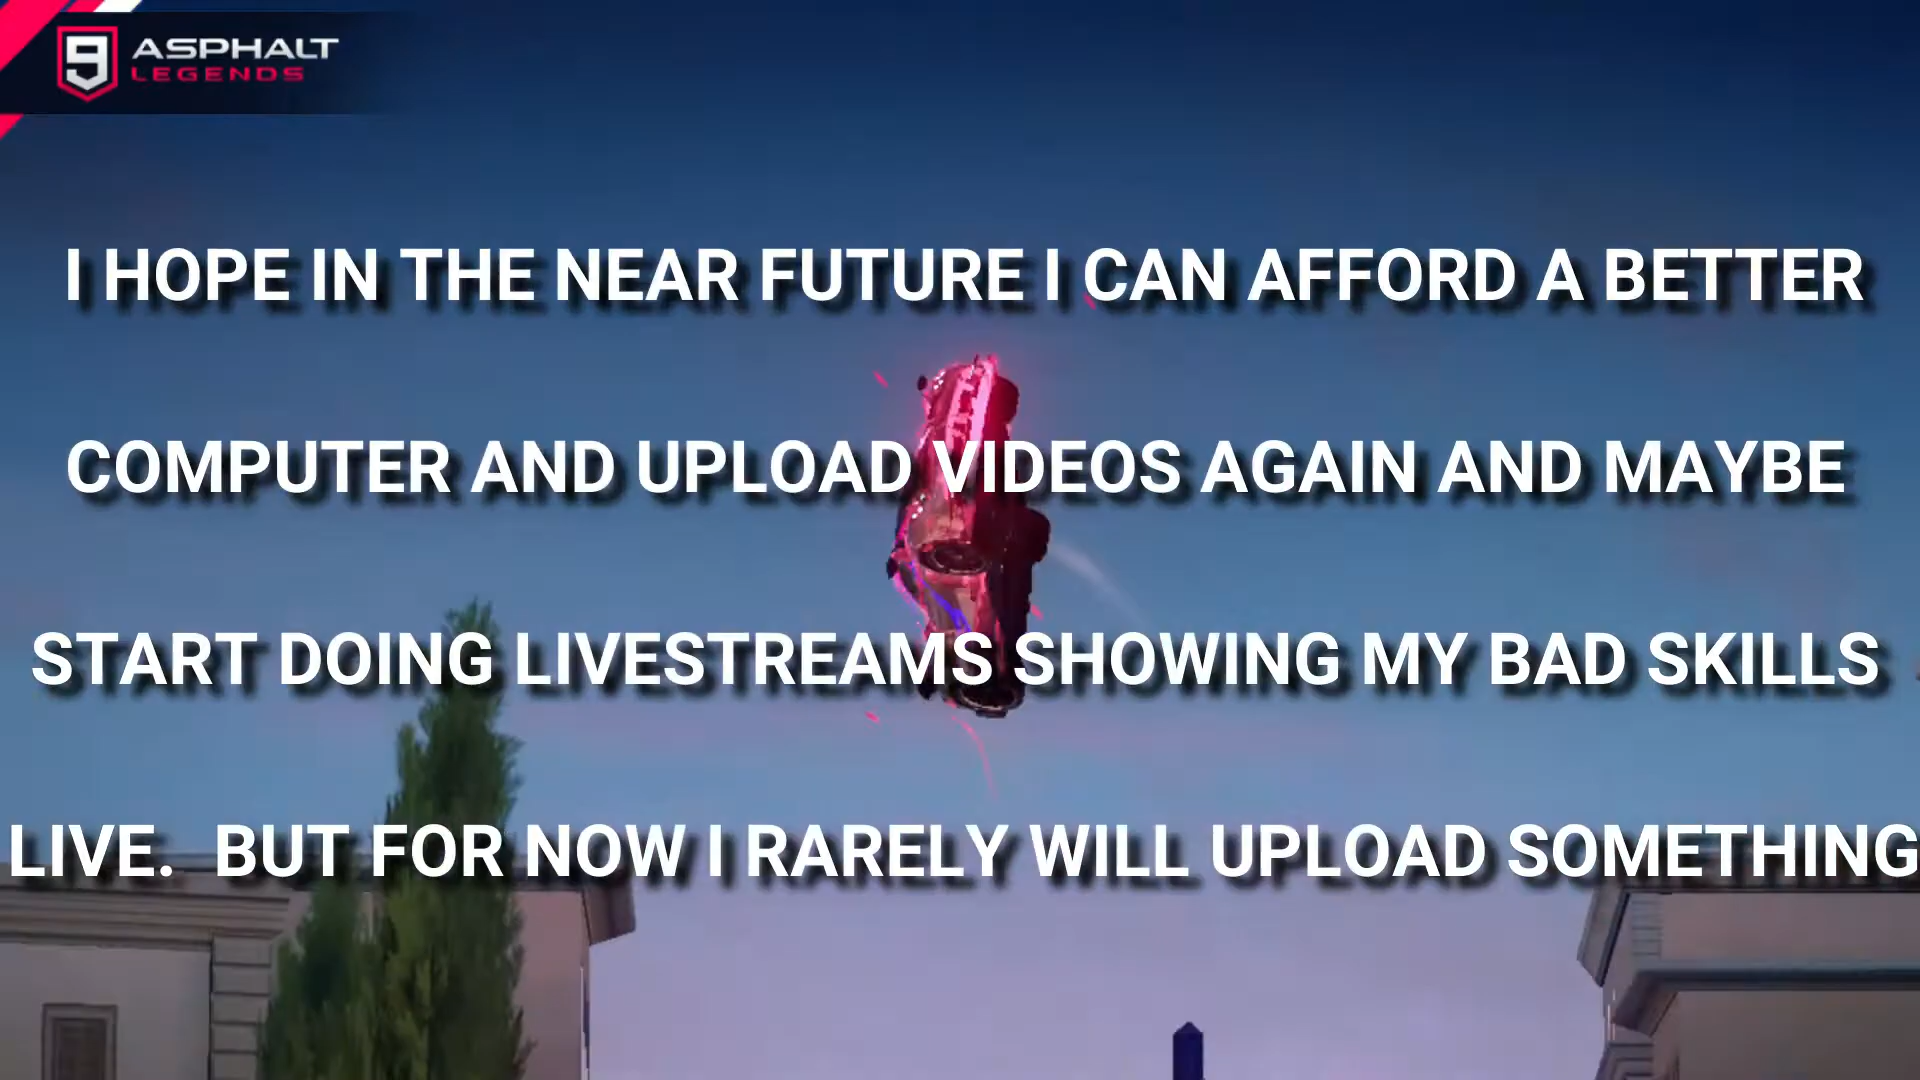 9 ASPHALT
LEGENDS
I HOPE IN THE NEAR FUTURE I CAN AFFORD A BETTER
COMPUTER AND UPLOAD VIDEOS AGAIN AND MAYBE
START DOING LIVESTREAMS SHOWING MY BAD SKILLS
LIVE.  BUT FOR NOW I RARELY WILL UPLOAD SOMETHING